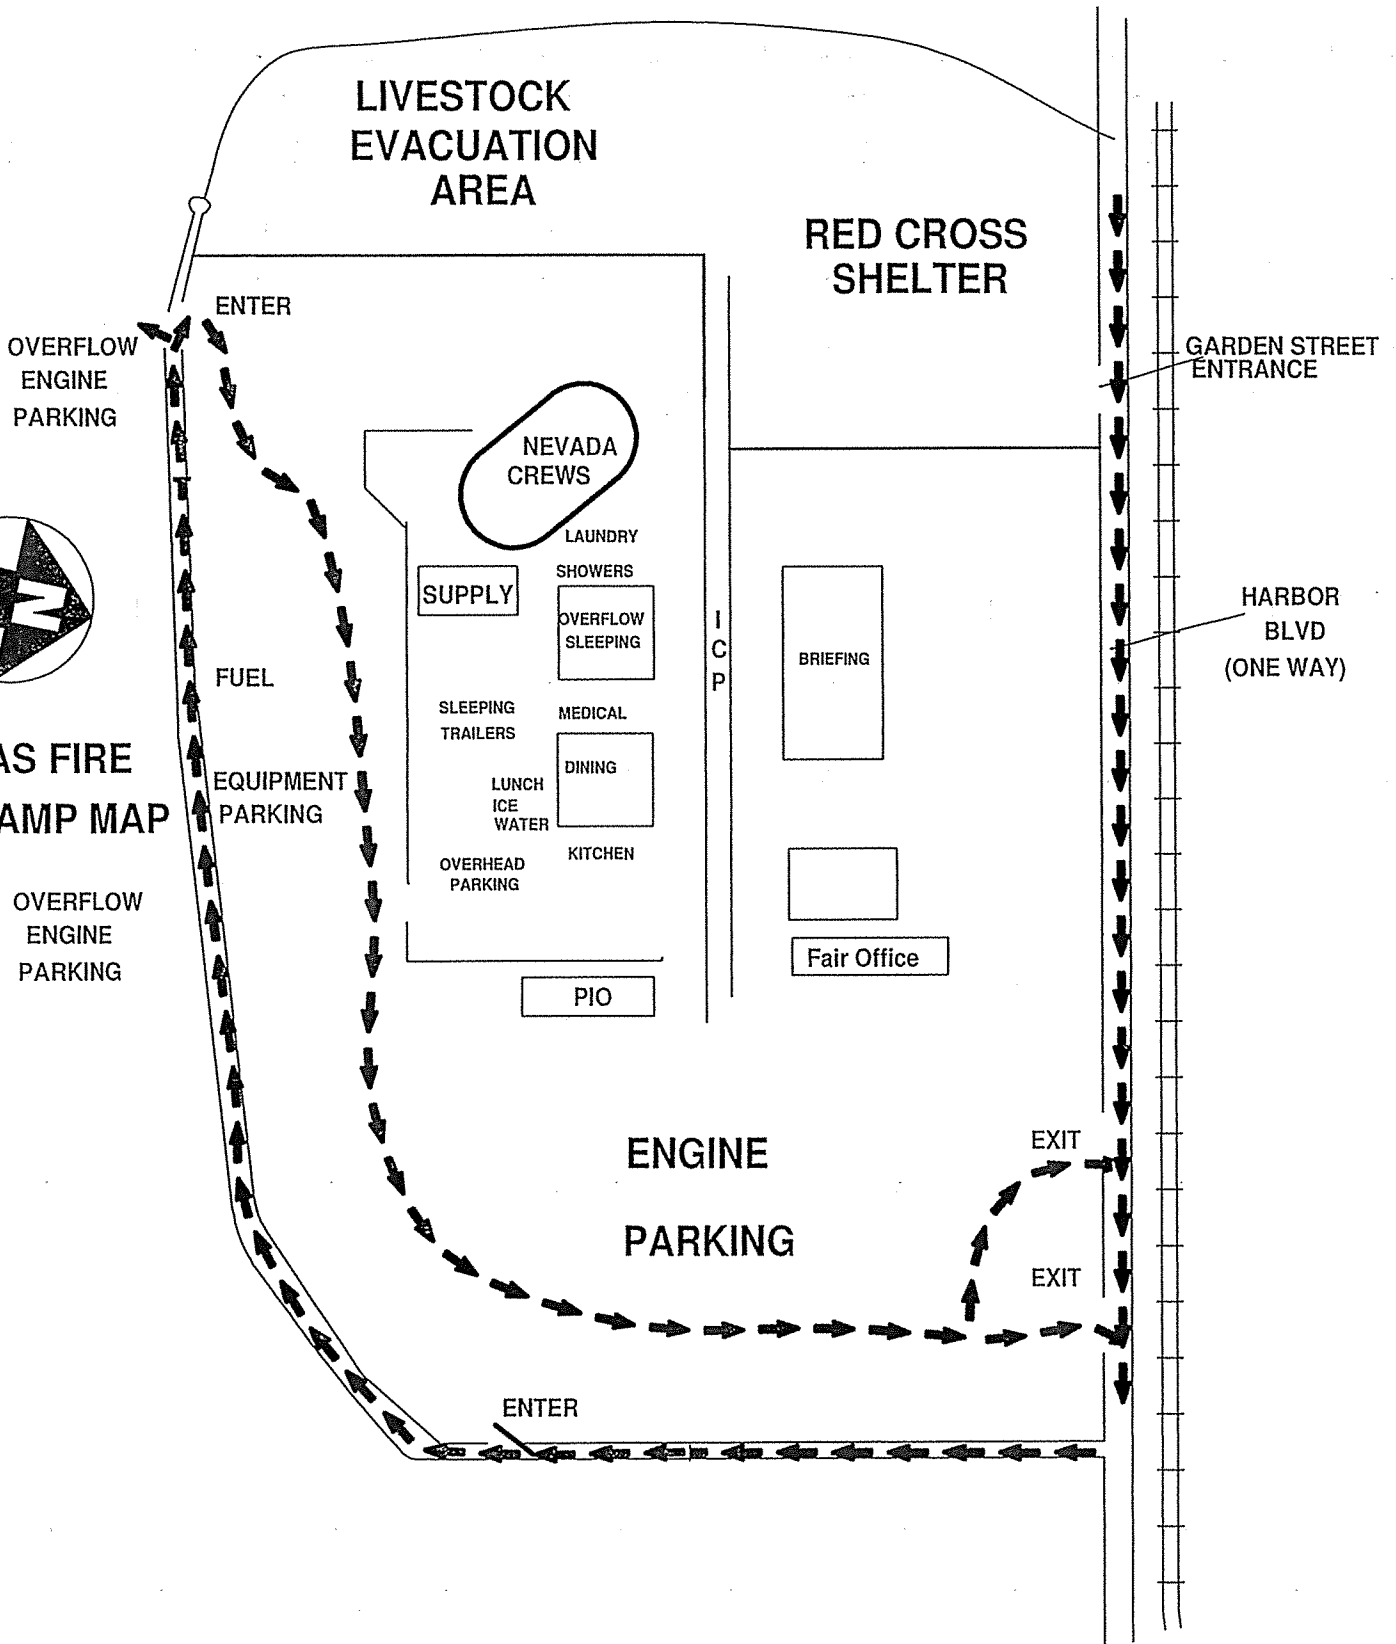 LIVESTOCK
EVACUATION
AREA
RED CROSS
SHELTER
ENTER
OVERFLOW
ENGINE
PARKING
GARDEN STREET
ENTRANCE
NEVADA
CREWS
LAUNDRY
SHOWERS
SUPPLY
OVERFLOW
SLEEPING
I
C
P
BRIEFING
HARBOR
BLVD
(ONE WAY)
N
FUEL
SLEEPING
TRAILERS
MEDICAL
AS FIRE
AMP MAP
EQUIPMENT
PARKING
DINING
LUNCH
ICE
WATER
KITCHEN
OVERHEAD
PARKING
OVERFLOW
ENGINE
PARKING
Fair Office
PIO
ENGINE
PARKING
EXIT
EXIT
ENTER